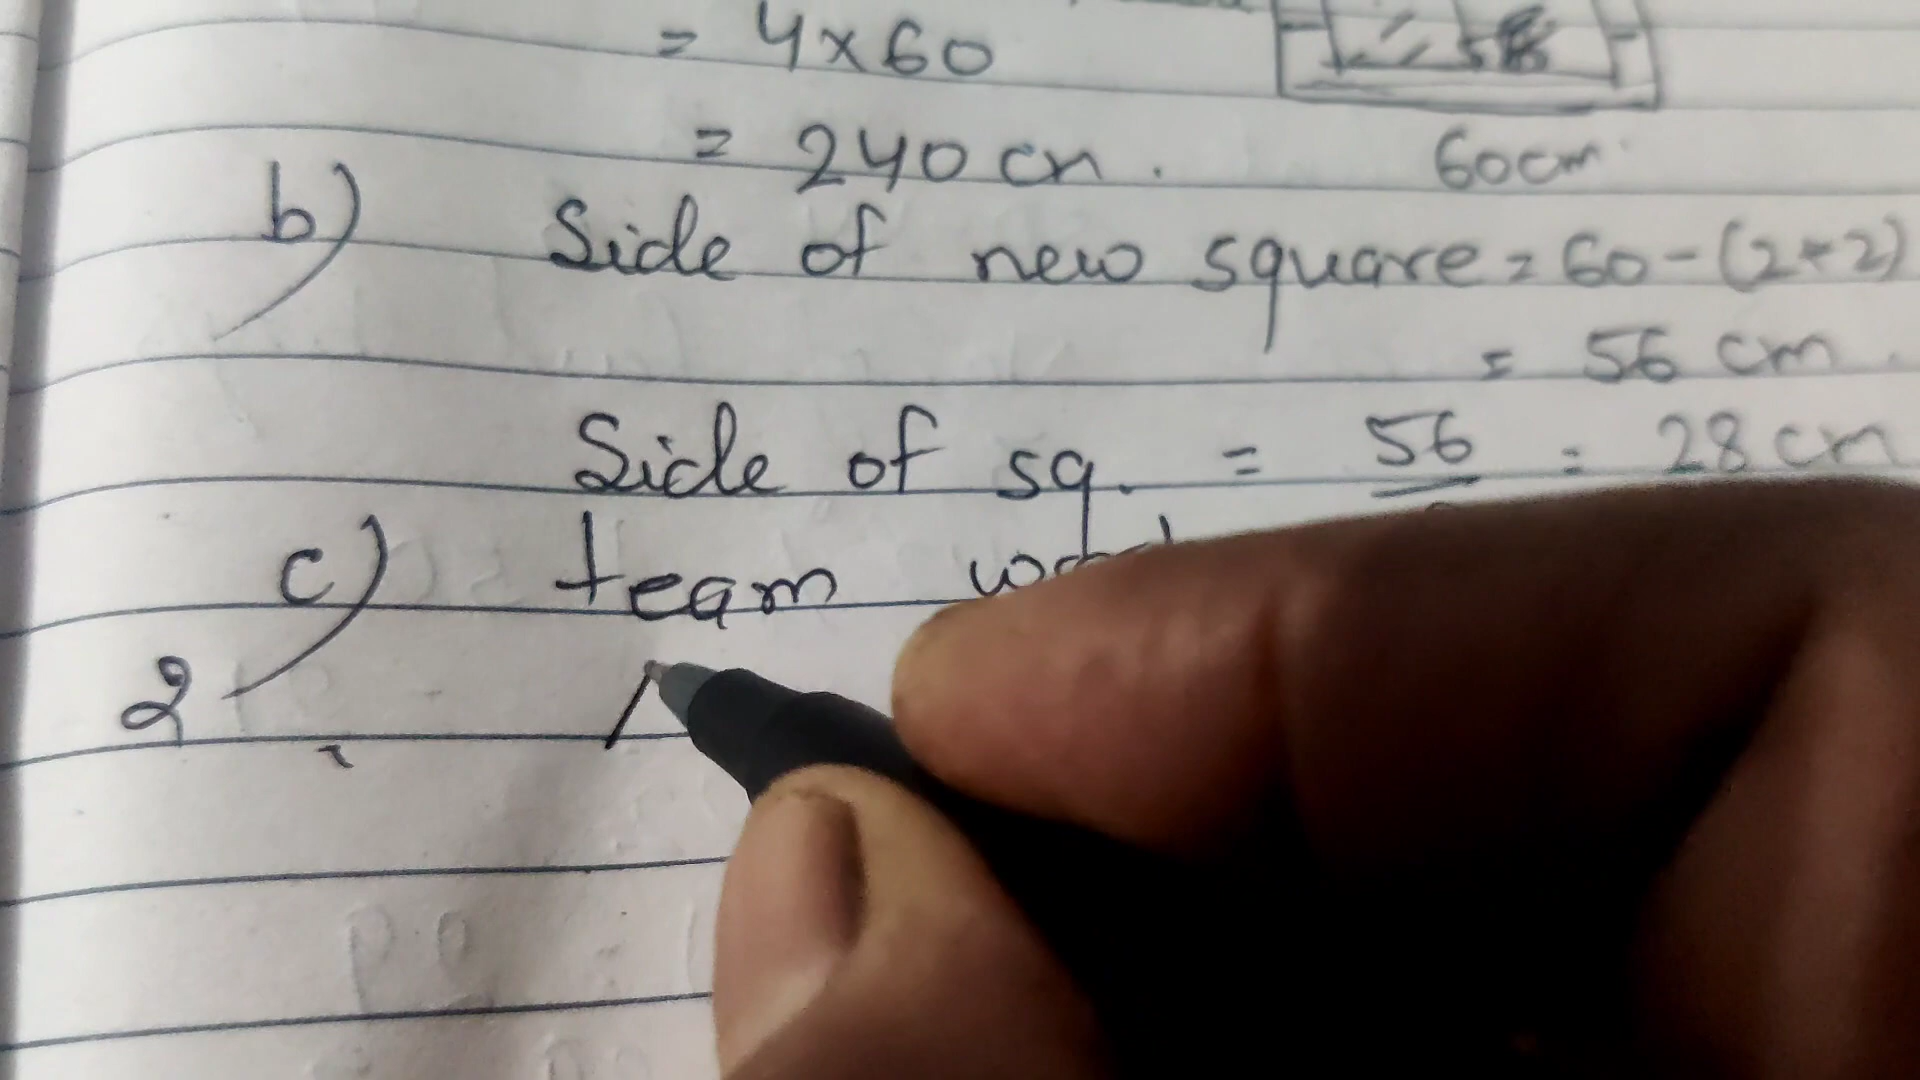 = 4×60
= 240 cm.
60cm.
b) Side of new square = 60-(2+2)
= 56 cm.
Side of sq. = 56 = 28 cm
c) team
2